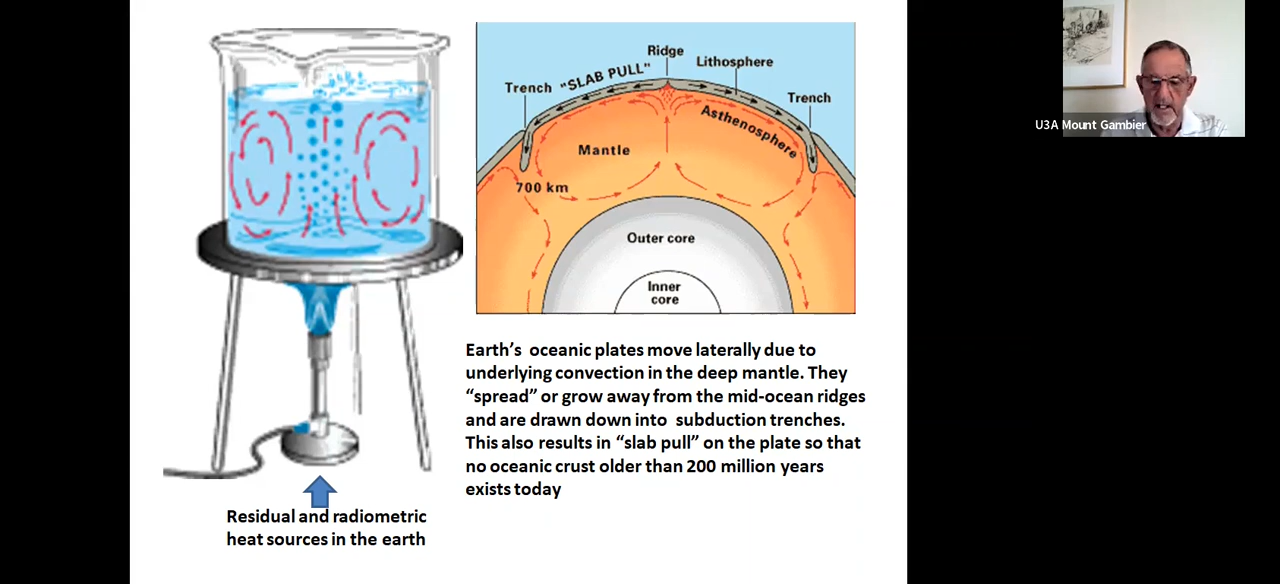 Ridge
Lithosphere
"SLAB PULL"
Trench
Trench
Asthenosphere
Mantle
700 km
Outer core
Inner
core
U3A Mount Gambier
Earth's oceanic plates move laterally due to
underlying convection in the deep mantle. They
“spread” or grow away from the mid-ocean ridges
and are drawn down into subduction trenches.
This also results in “slab pull” on the plate so that
no oceanic crust older than 200 million years
exists today
Residual and radiometric
heat sources in the earth